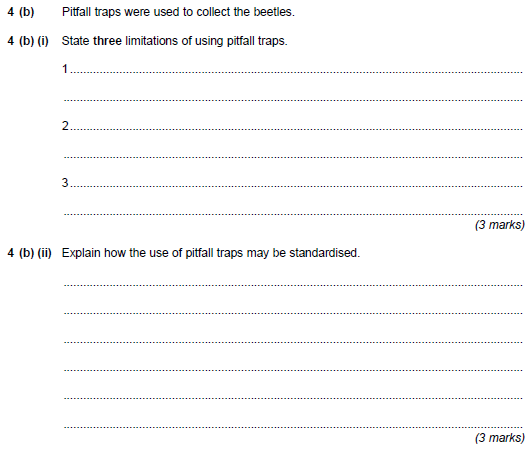 4 (b) Pitfall traps were used to collect the beetles.
4 (b) (i) State three limitations of using pitfall traps.
1
2
3
(3 marks)
4 (b) (ii) Explain how the use of pitfall traps may be standardised.
(3 marks)